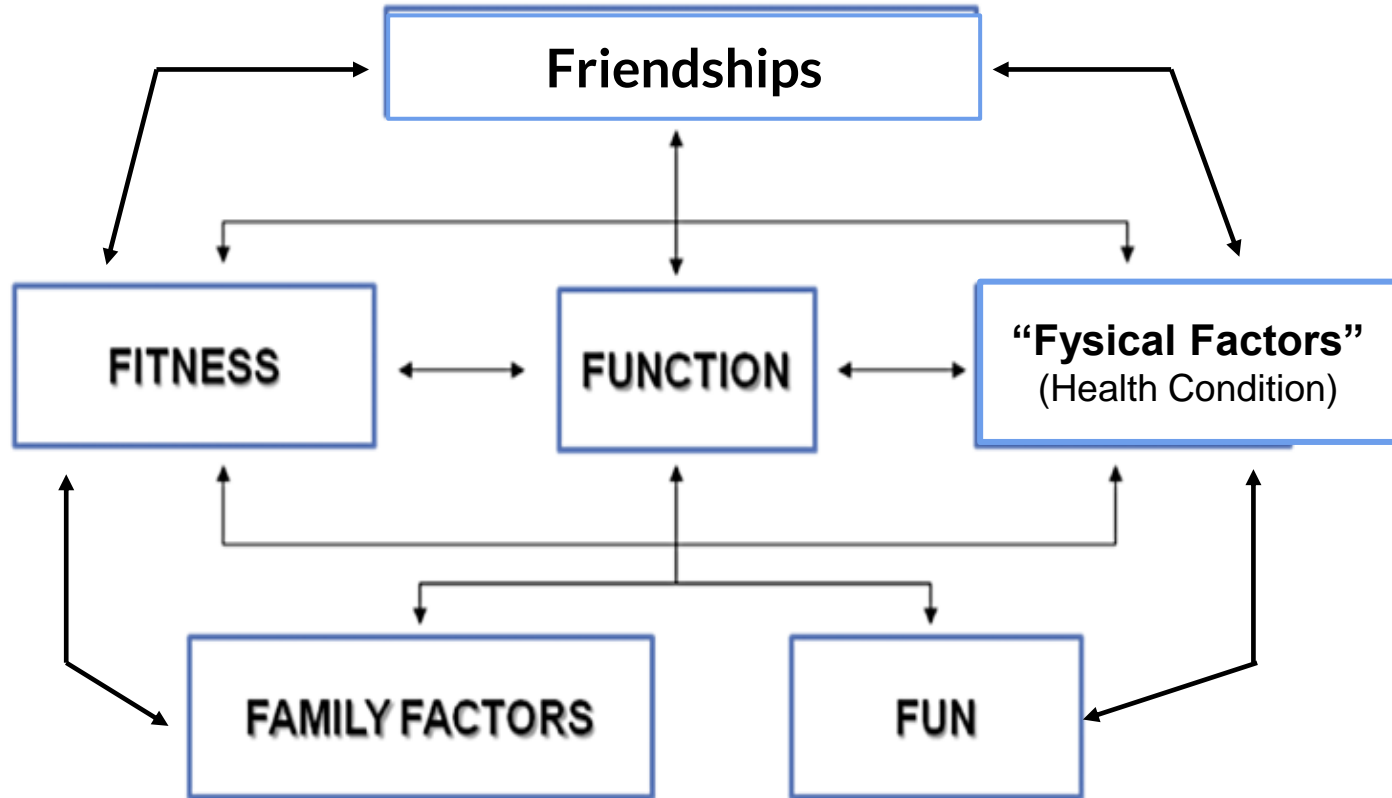 Friendships
FITNESS
FUNCTION
“Fysical Factors”
(Health Condition)
FAMILY FACTORS
FUN